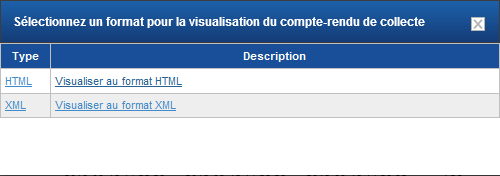 Sélectionnez un format pour la visualisation du compte-rendu de collecte
Type Description
HTML Visualiser au format HTML
XML Visualiser au format XML